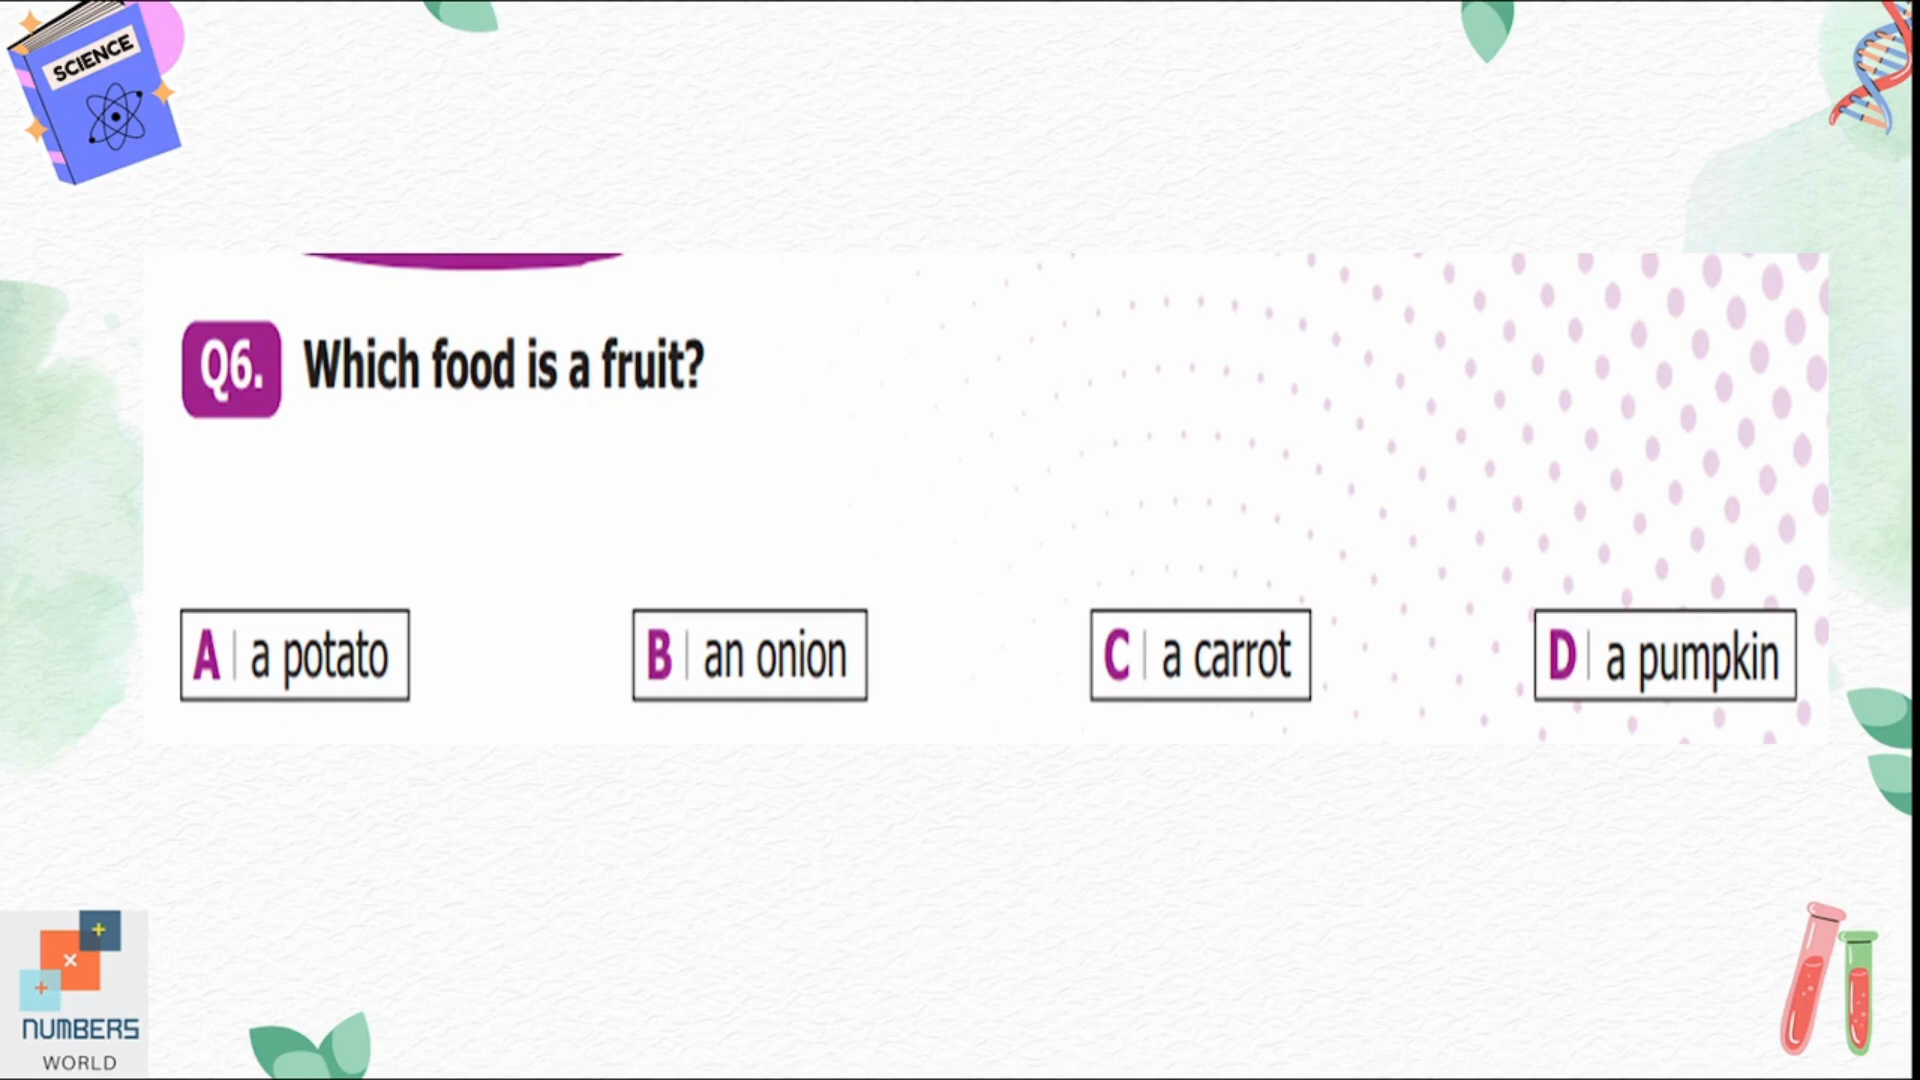 SCIENCE
Q6. Which food is a fruit?
A | a potato
B | an onion
C | a carrot
D | a pumpkin
+
×
+
NUMBERS
WORLD